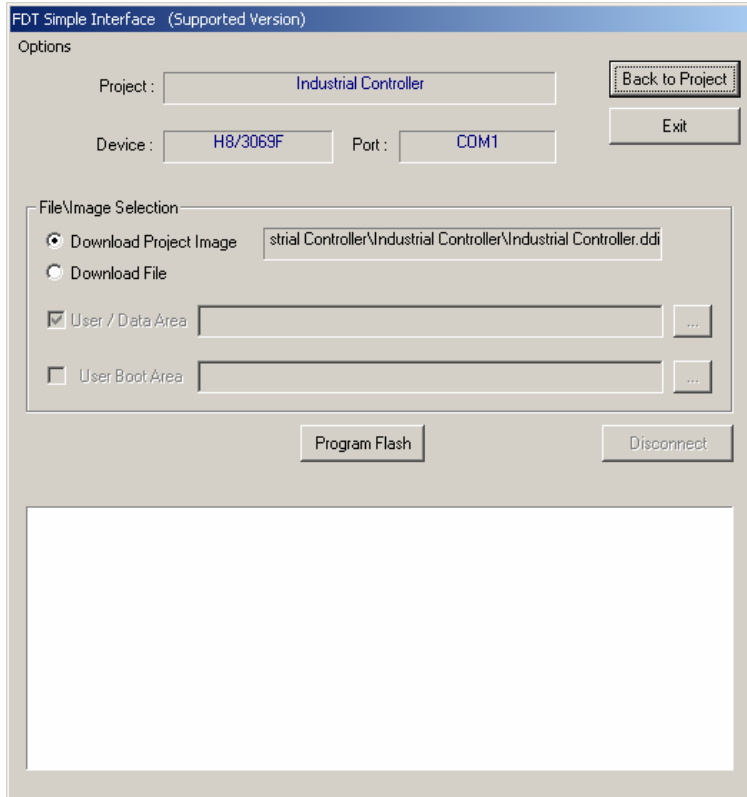 FDT Simple Interface (Supported Version)
Options
Project : Industrial Controller
Back to Project
Device : H8/3069F Port : COM1
Exit
File\Image Selection
Download Project Image strial Controller\Industrial Controller\Industrial Controller.ddi
Download File
User / Data Area ...
User Boot Area ...
Program Flash Disconnect